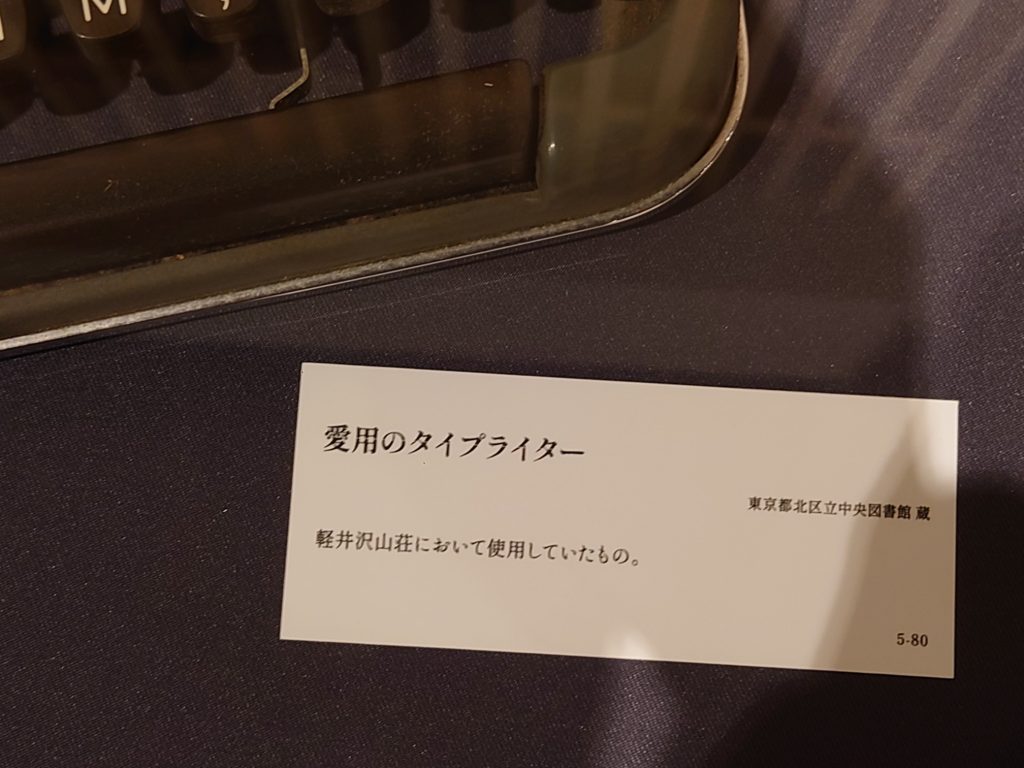 M ,
愛用のタイプライター
東京都北区立中央図書館 蔵
軽井沢山荘において使用していたもの。
5-80